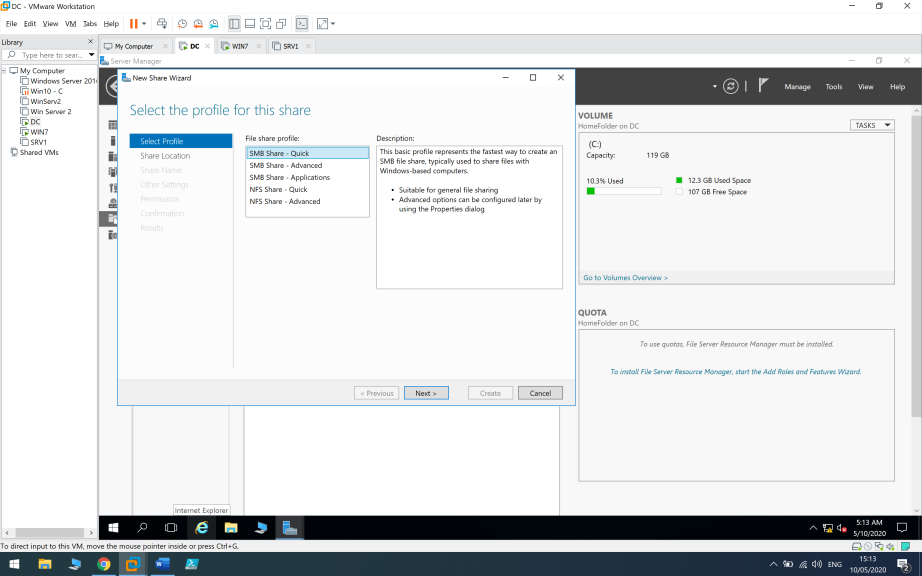 DC - VMware Workstation
File Edit View VM Tabs Help
Library
Type here to sear...
My Computer
Windows Server 201
Win10 - C
WinServ2
Win Server 2
DC
WIN7
SRV1
Shared VMs
My Computer
DC
WIN7
SRV1
Server Manager
Manage Tools View Help
New Share Wizard
Select the profile for this share
Select Profile
Share Location
Share Name
Other Settings
Permissions
Confirmation
Results
File share profile:
SMB Share - Quick
SMB Share - Advanced
SMB Share - Applications
NFS Share - Quick
NFS Share - Advanced
Description:
This basic profile represents the fastest way to create an
SMB file share, typically used to share files with
Windows-based computers.
• Suitable for general file sharing
• Advanced options can be configured later by
using the Properties dialog
< Previous
Next >
Create
Cancel
VOLUME
HomeFolder on DC
TASKS
(C:)
Capacity: 119 GB
10.3% Used
12.3 GB Used Space
107 GB Free Space
Go to Volumes Overview >
QUOTA
HomeFolder on DC
To use quotas, File Server Resource Manager must be installed.
To install File Server Resource Manager, start the Add Roles and Features Wizard.
Internet Explorer
5:13 AM
5/10/2020
To direct input to this VM, move the mouse pointer inside or press Ctrl+G.
ENG
15:13
10/05/2020
2